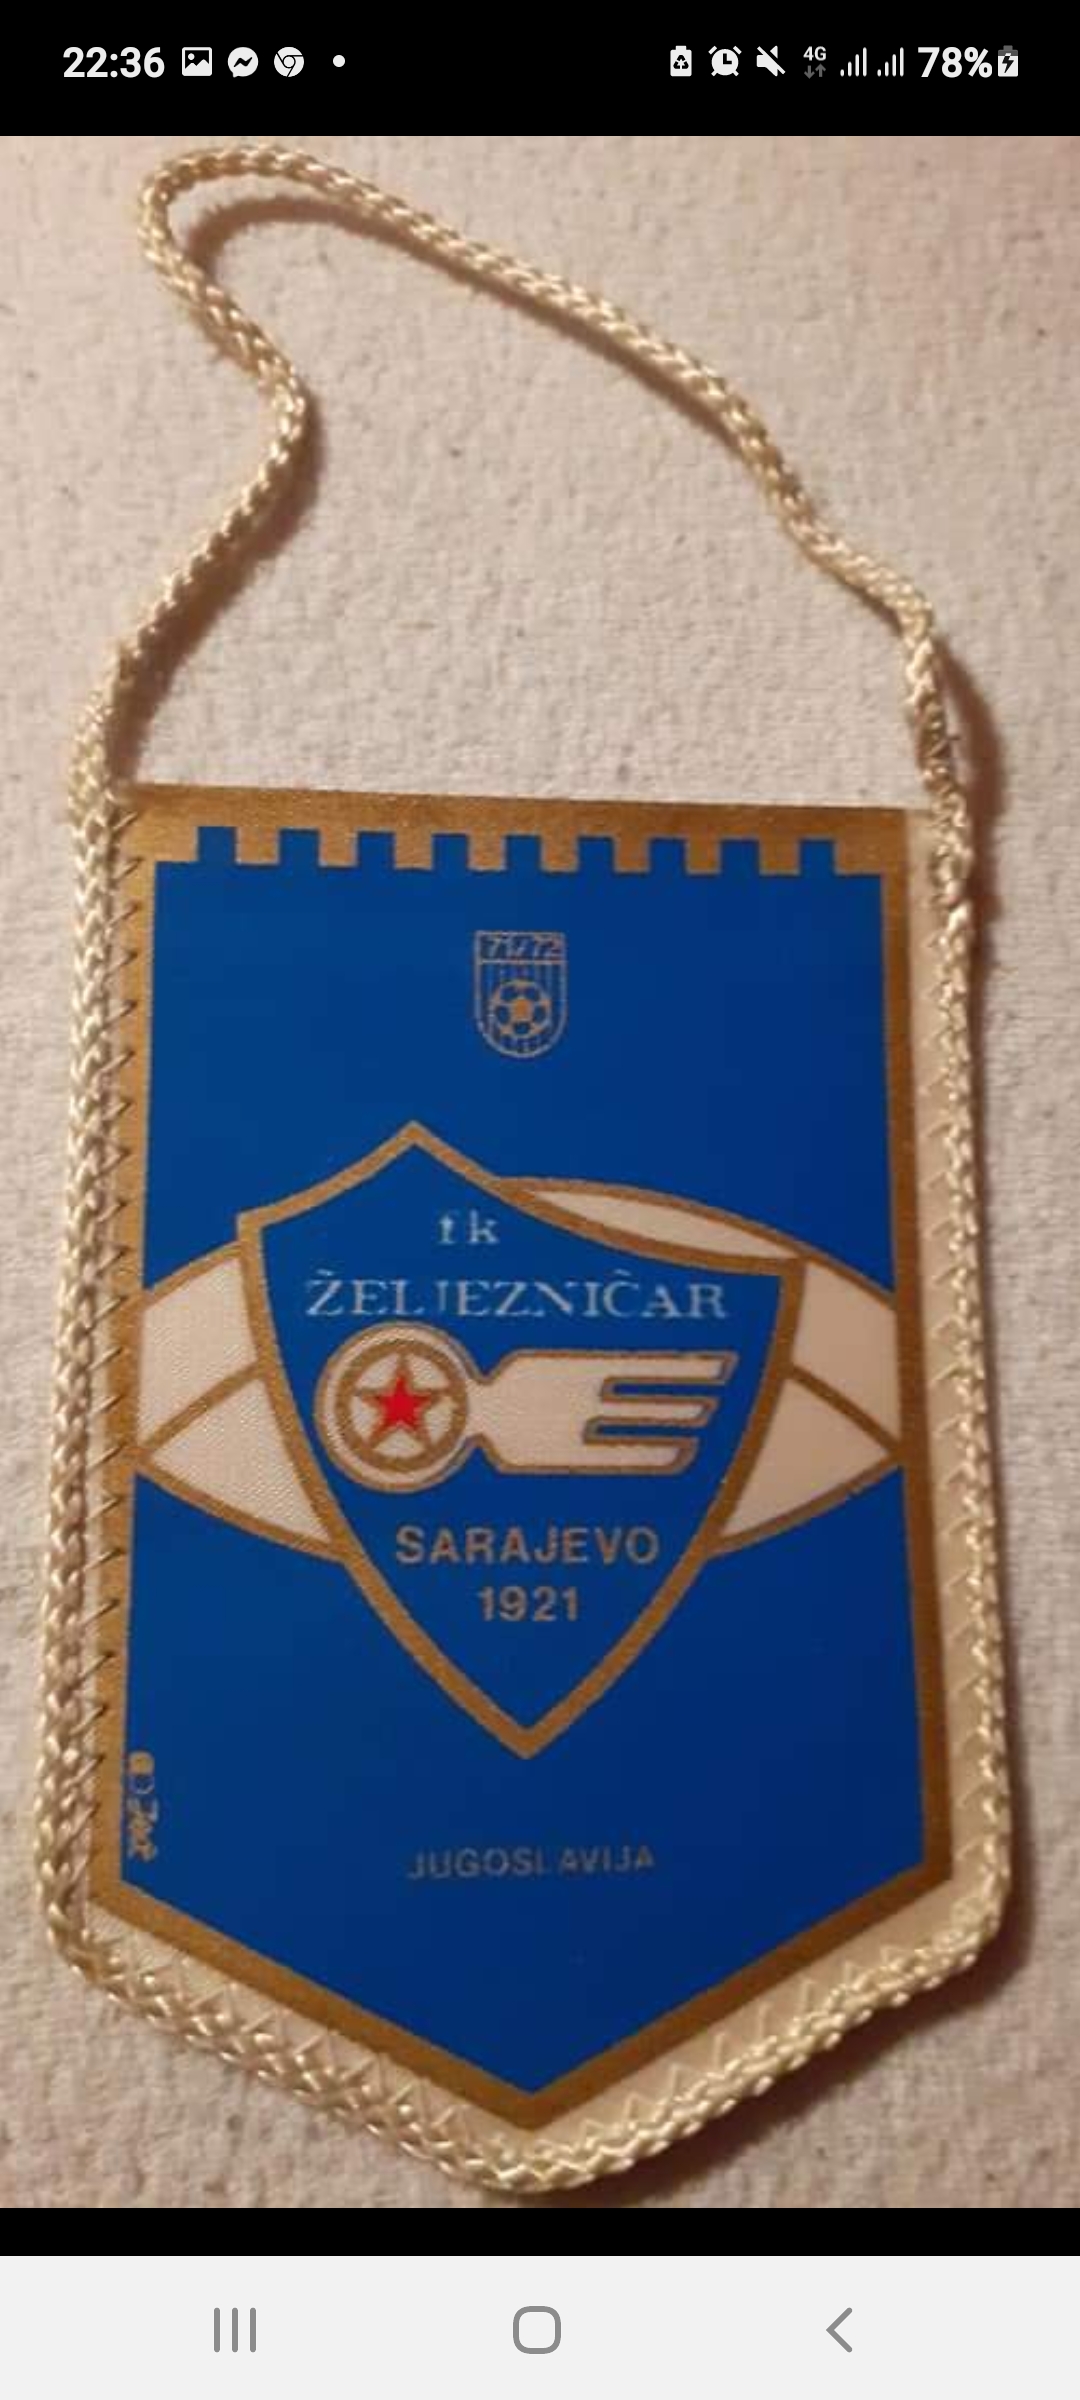 22:36
4G
78%
71/72
fk
ŽELJEZNIČAR
SARAJEVO
1921
JUGOSLAVIJA